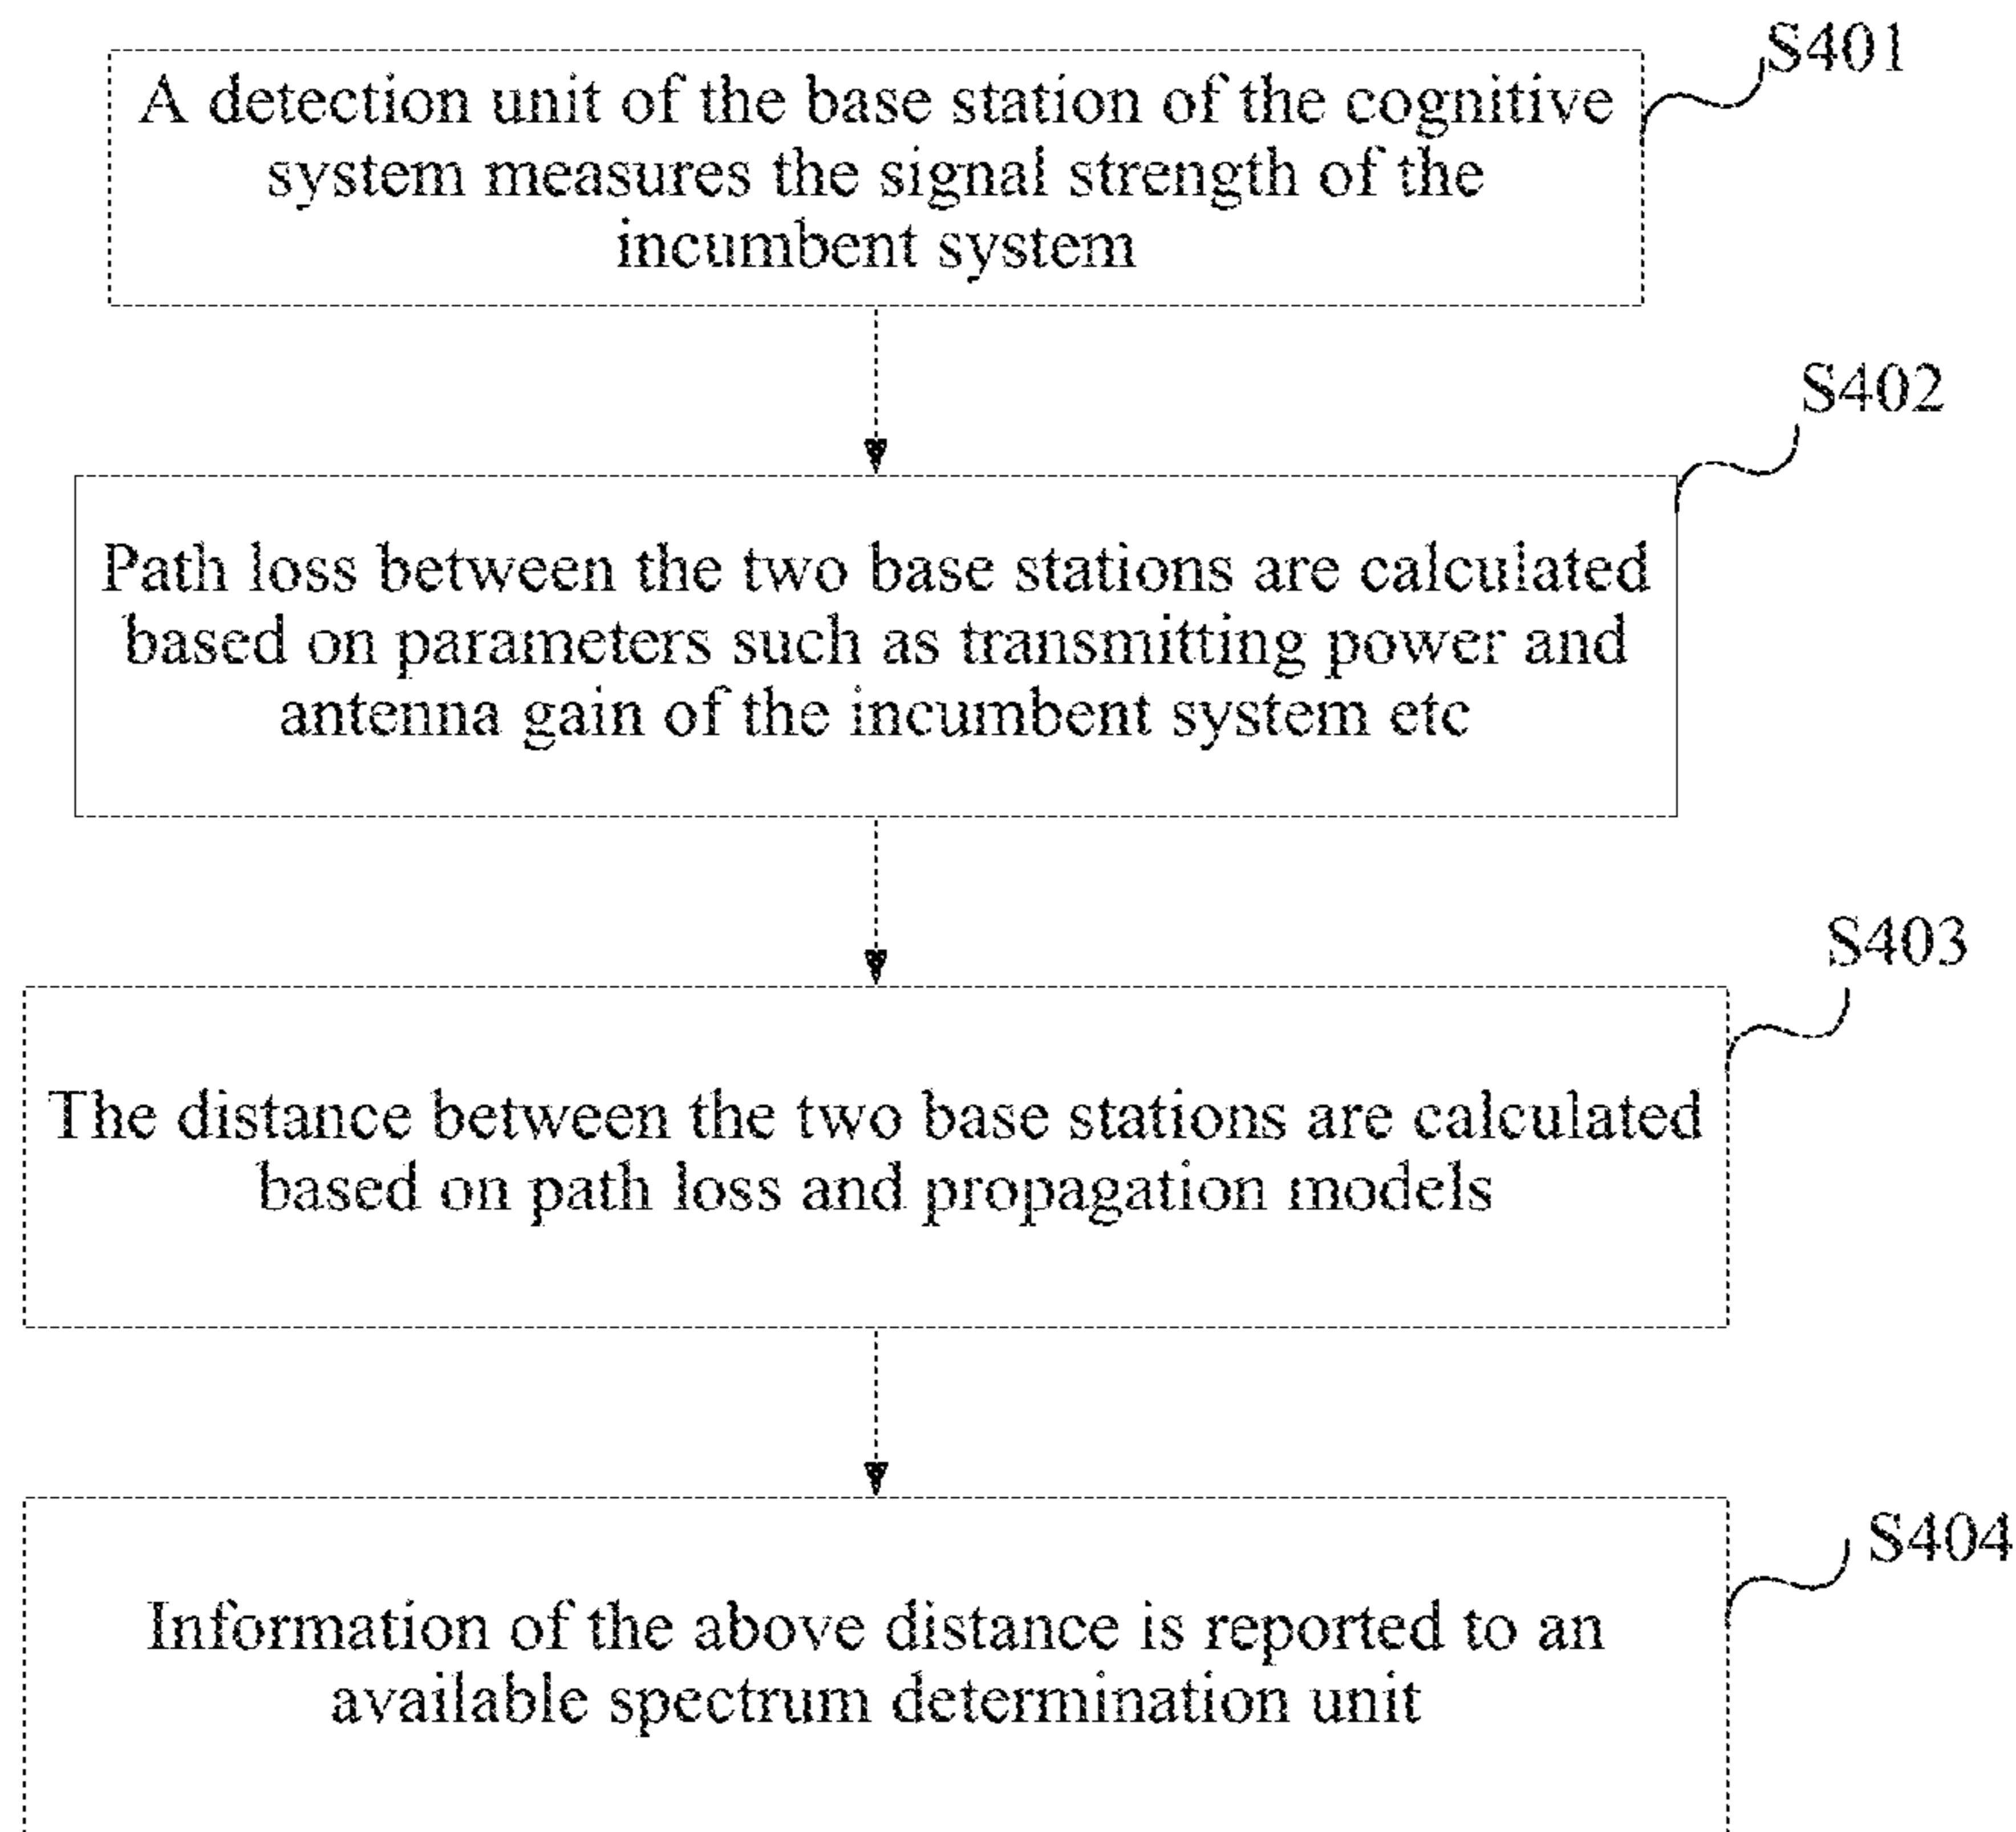 S401
A detection unit of the base station of the cognitive
system measures the signal strength of the
incumbent system
S402
Path loss between the two base stations are calculated
based on parameters such as transmitting power and
antenna gain of the incumbent system etc
S403
The distance between the two base stations are calculated
based on path loss and propagation models
S404
Information of the above distance is reported to an
available spectrum determination unit